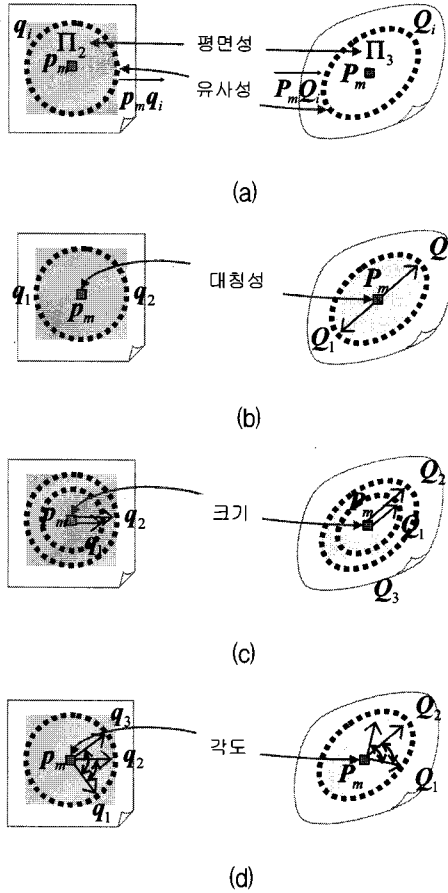 q_i Π_2 평면성 Π_3 Q_i
p_m P_m
유사성
p_m q_i P_m Q_i
(a)
q_1 p_m q_2 대칭성 P_m Q
Q_1
(b)
p_m q_2 크기 P_m Q_2
q Q_1
Q_3
(c)
q_3 Q_2
p_m q_2 각도 P_m
q_1 Q_1
(d)